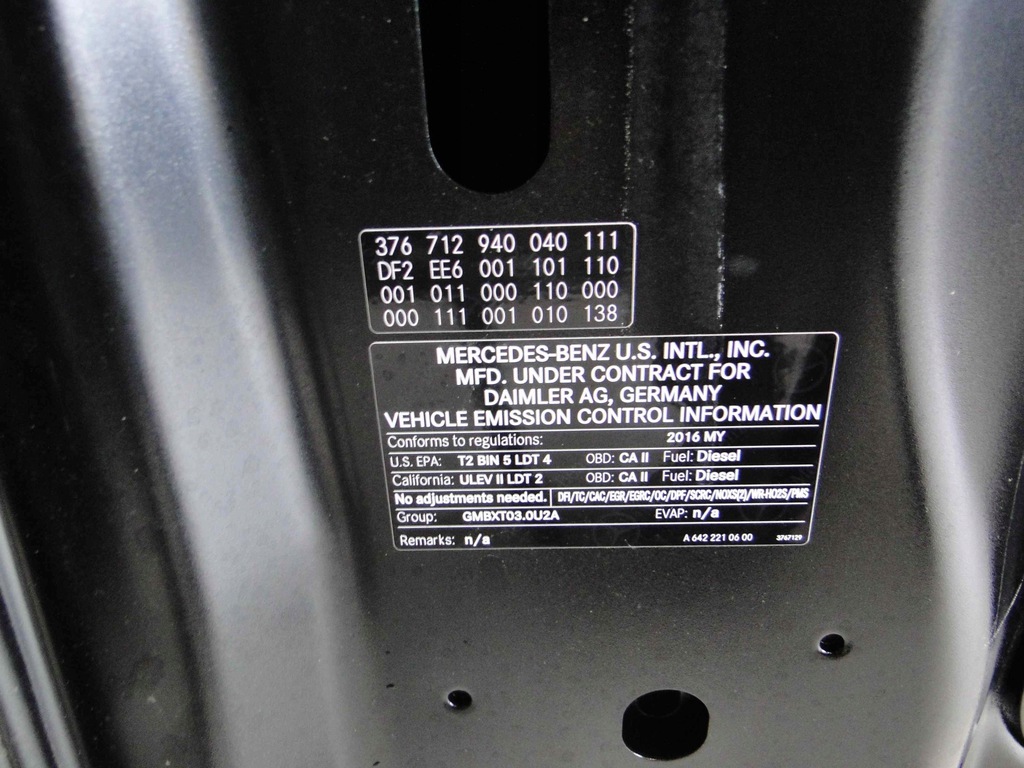 376 712 940 040 111
DF2 EE6 001 101 110
001 011 000 110 000
000 111 001 010 138
MERCEDES-BENZ U.S. INTL., INC.
MFD. UNDER CONTRACT FOR
DAIMLER AG, GERMANY
VEHICLE EMISSION CONTROL INFORMATION
Conforms to regulations: 2016 MY
U.S. EPA: T2 BIN 5 LDT 4 OBD: CA II Fuel: Diesel
California: ULEV II LDT 2 OBD: CA II Fuel: Diesel
No adjustments needed. DFI/TC/CAC/EGR/EGRC/OC/DPF/SCRC/NOXS(2)/WR-HO2S/PMS
Group: GMBXT03.0U2A EVAP: n/a
Remarks: n/a A 642 221 06 00 3767129